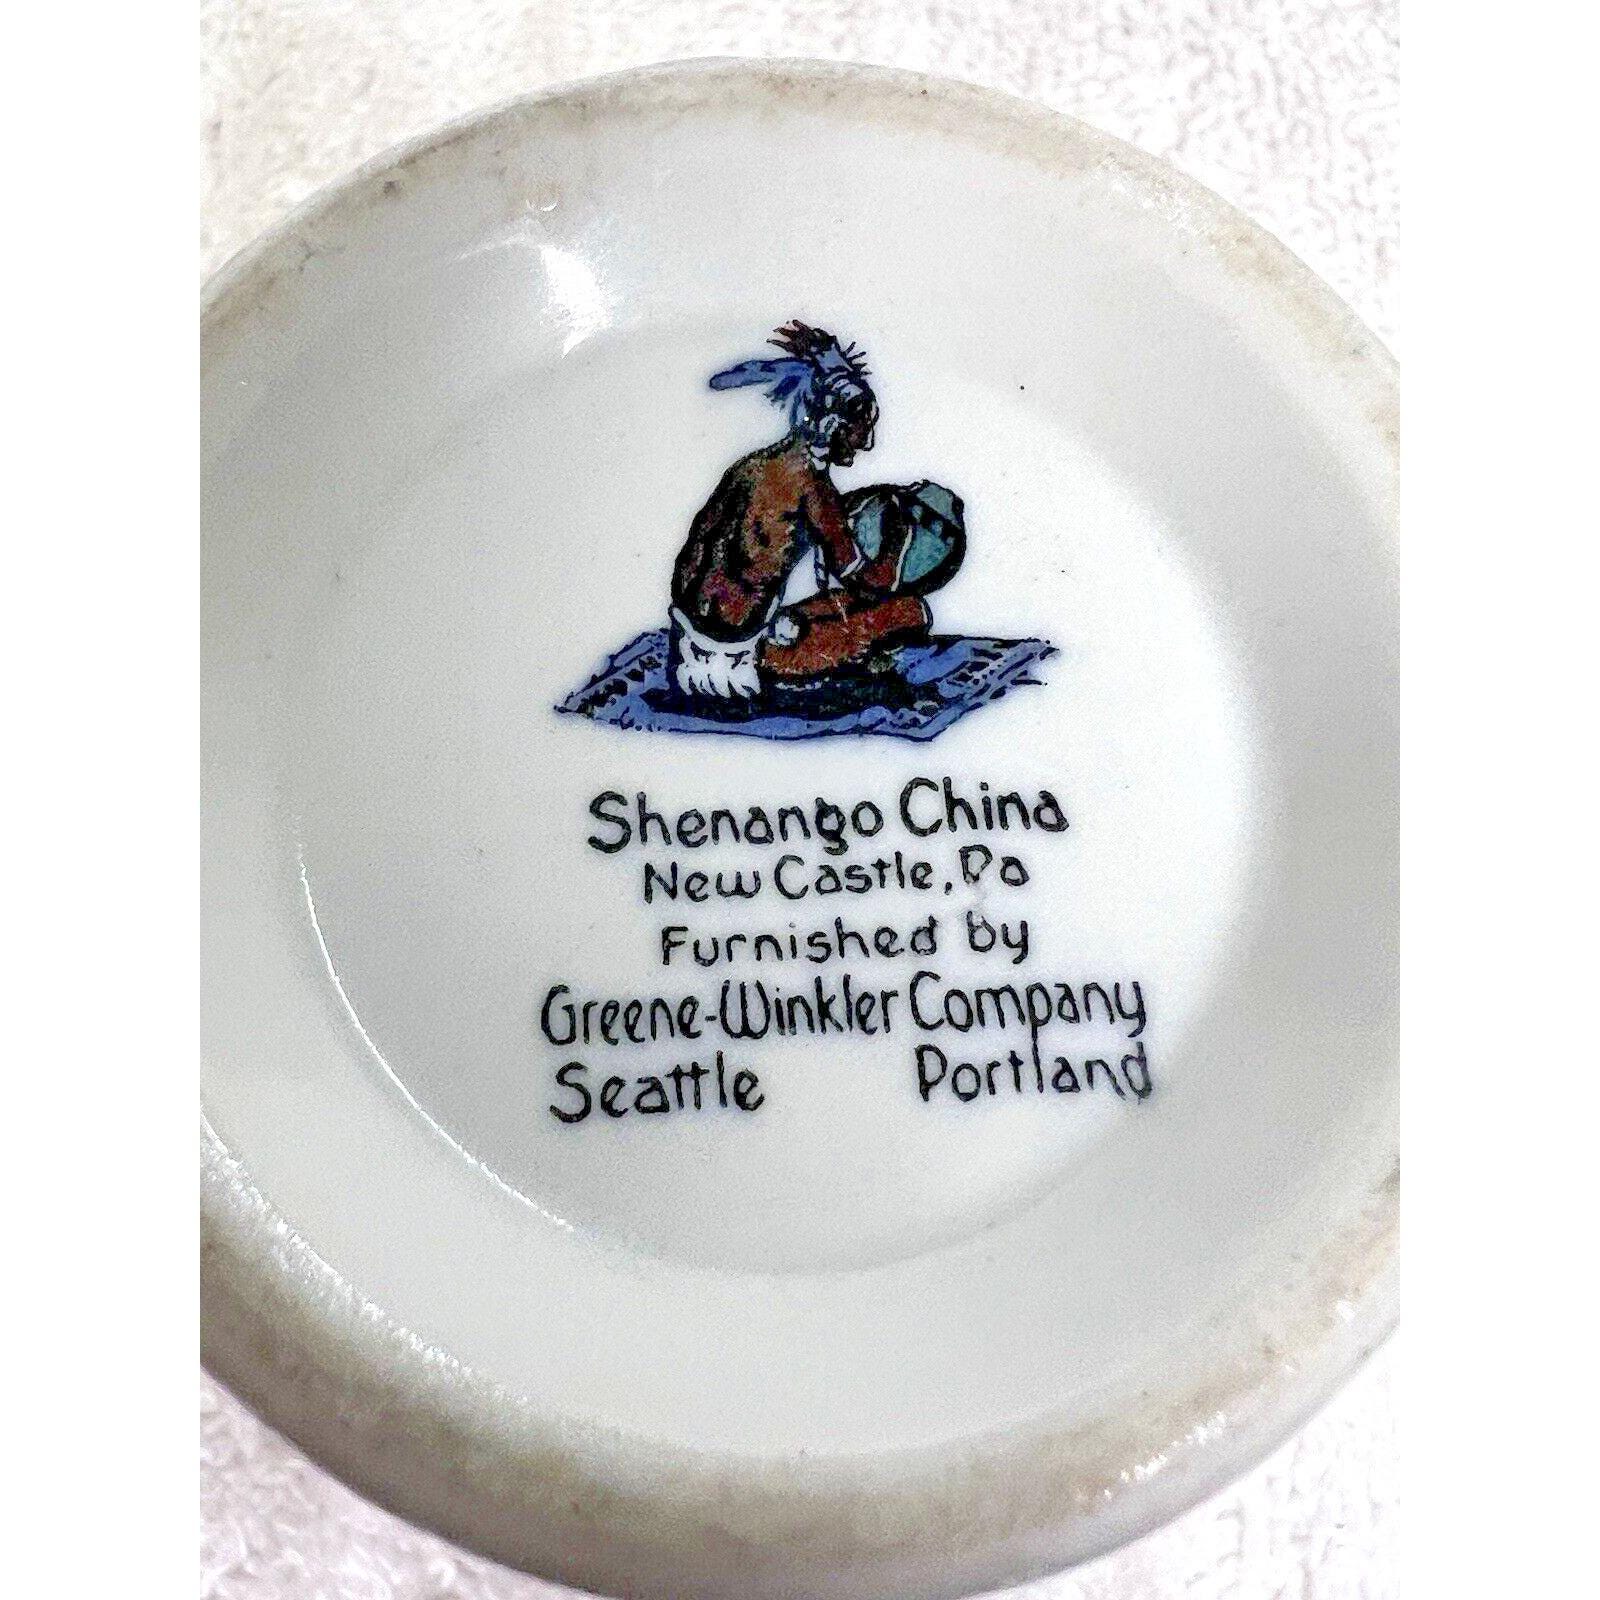 Shenango China
New Castle, Pa
Furnished by
Greene-Winkler Company
Seattle Portland